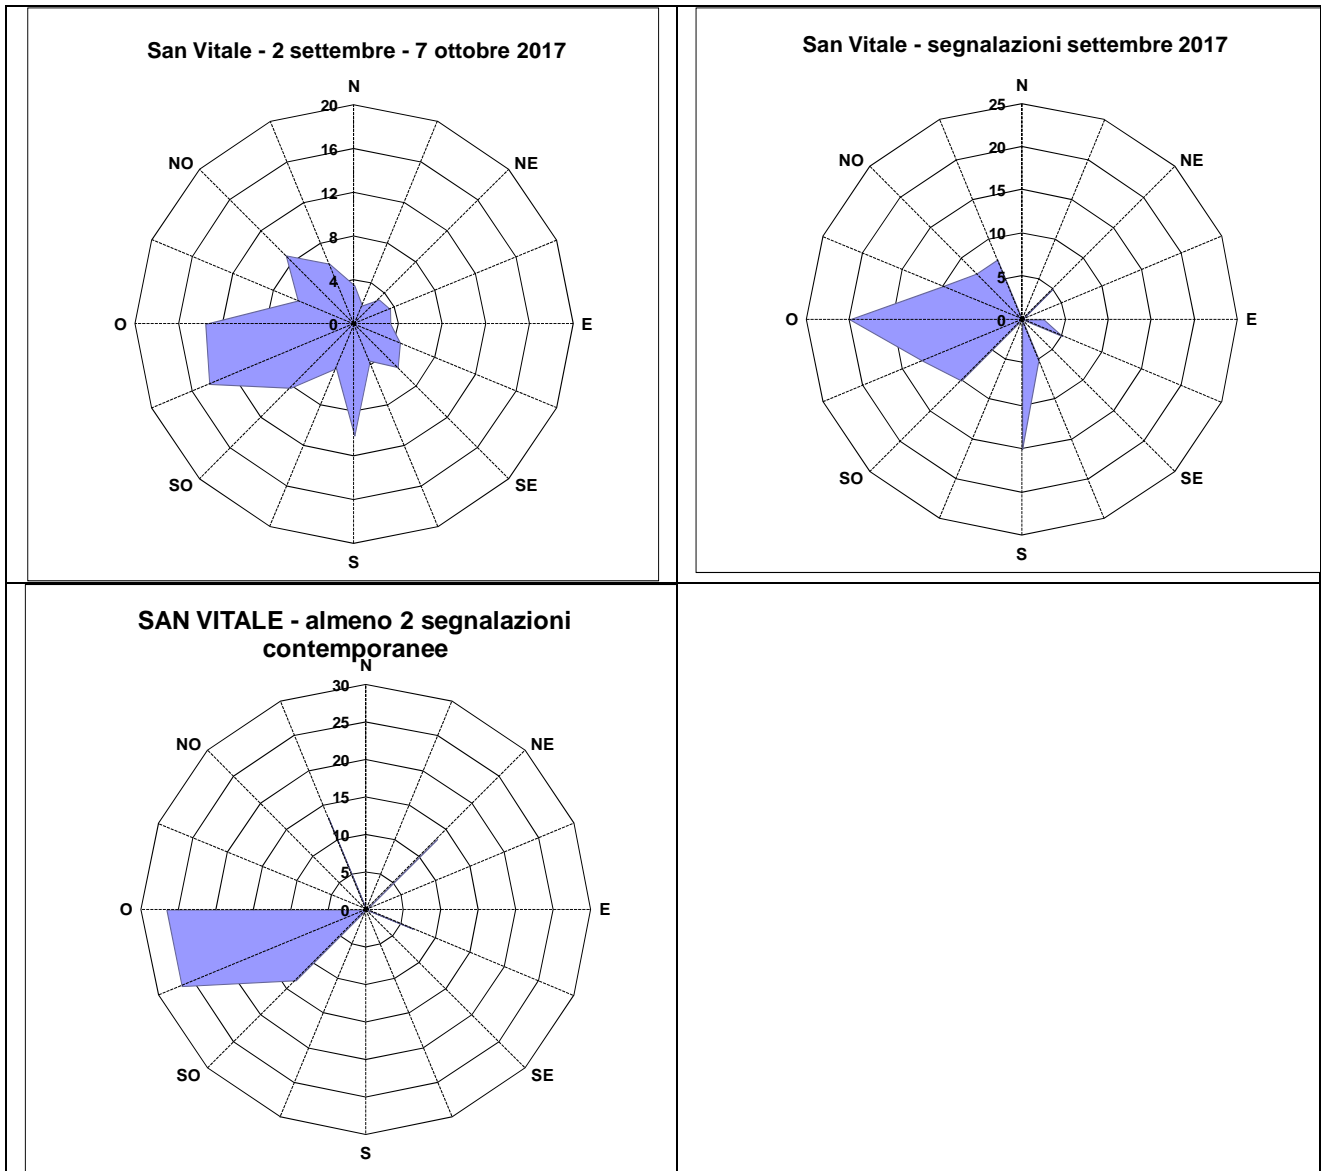 San Vitale - 2 settembre - 7 ottobre 2017
N
20
16
12
8
4
0
NO
NE
O
E
SO
SE
S
San Vitale - segnalazioni settembre 2017
N
25
20
15
10
5
0
NO
NE
O
E
SO
SE
S
SAN VITALE - almeno 2 segnalazioni
contemporanee
N
30
25
20
15
10
5
0
NO
NE
O
E
SO
SE
S